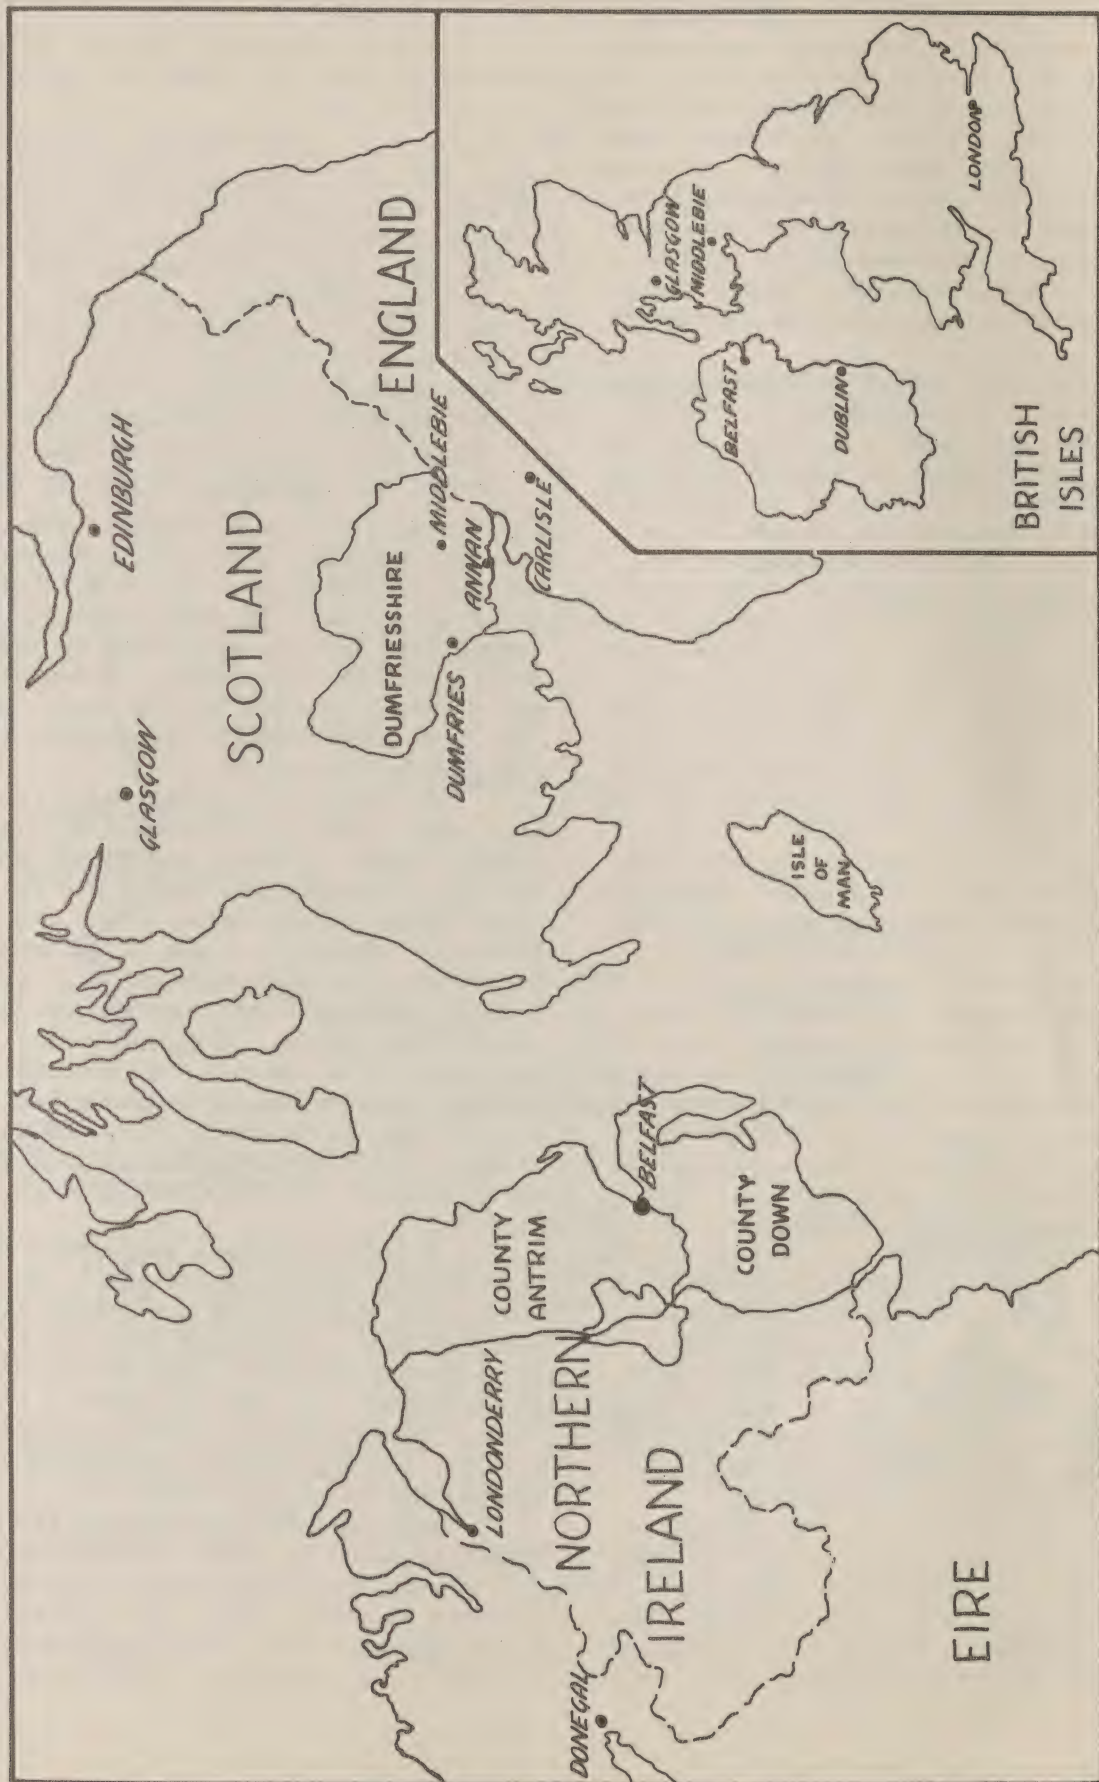 EDINBURGH
GLASGOW
SCOTLAND
ENGLAND
DUMFRIESSHIRE
MIDDLEBIE
DUMFRIES
ANNAN
CARLISLE
ISLE
OF
MAN
LONDONDERRY
COUNTY
ANTRIM
BELFAST
NORTHERN
IRELAND
COUNTY
DOWN
DONEGAL
EIRE
GLASGOW
MIDDLEBIE
BELFAST
DUBLIN
LONDON
BRITISH
ISLES